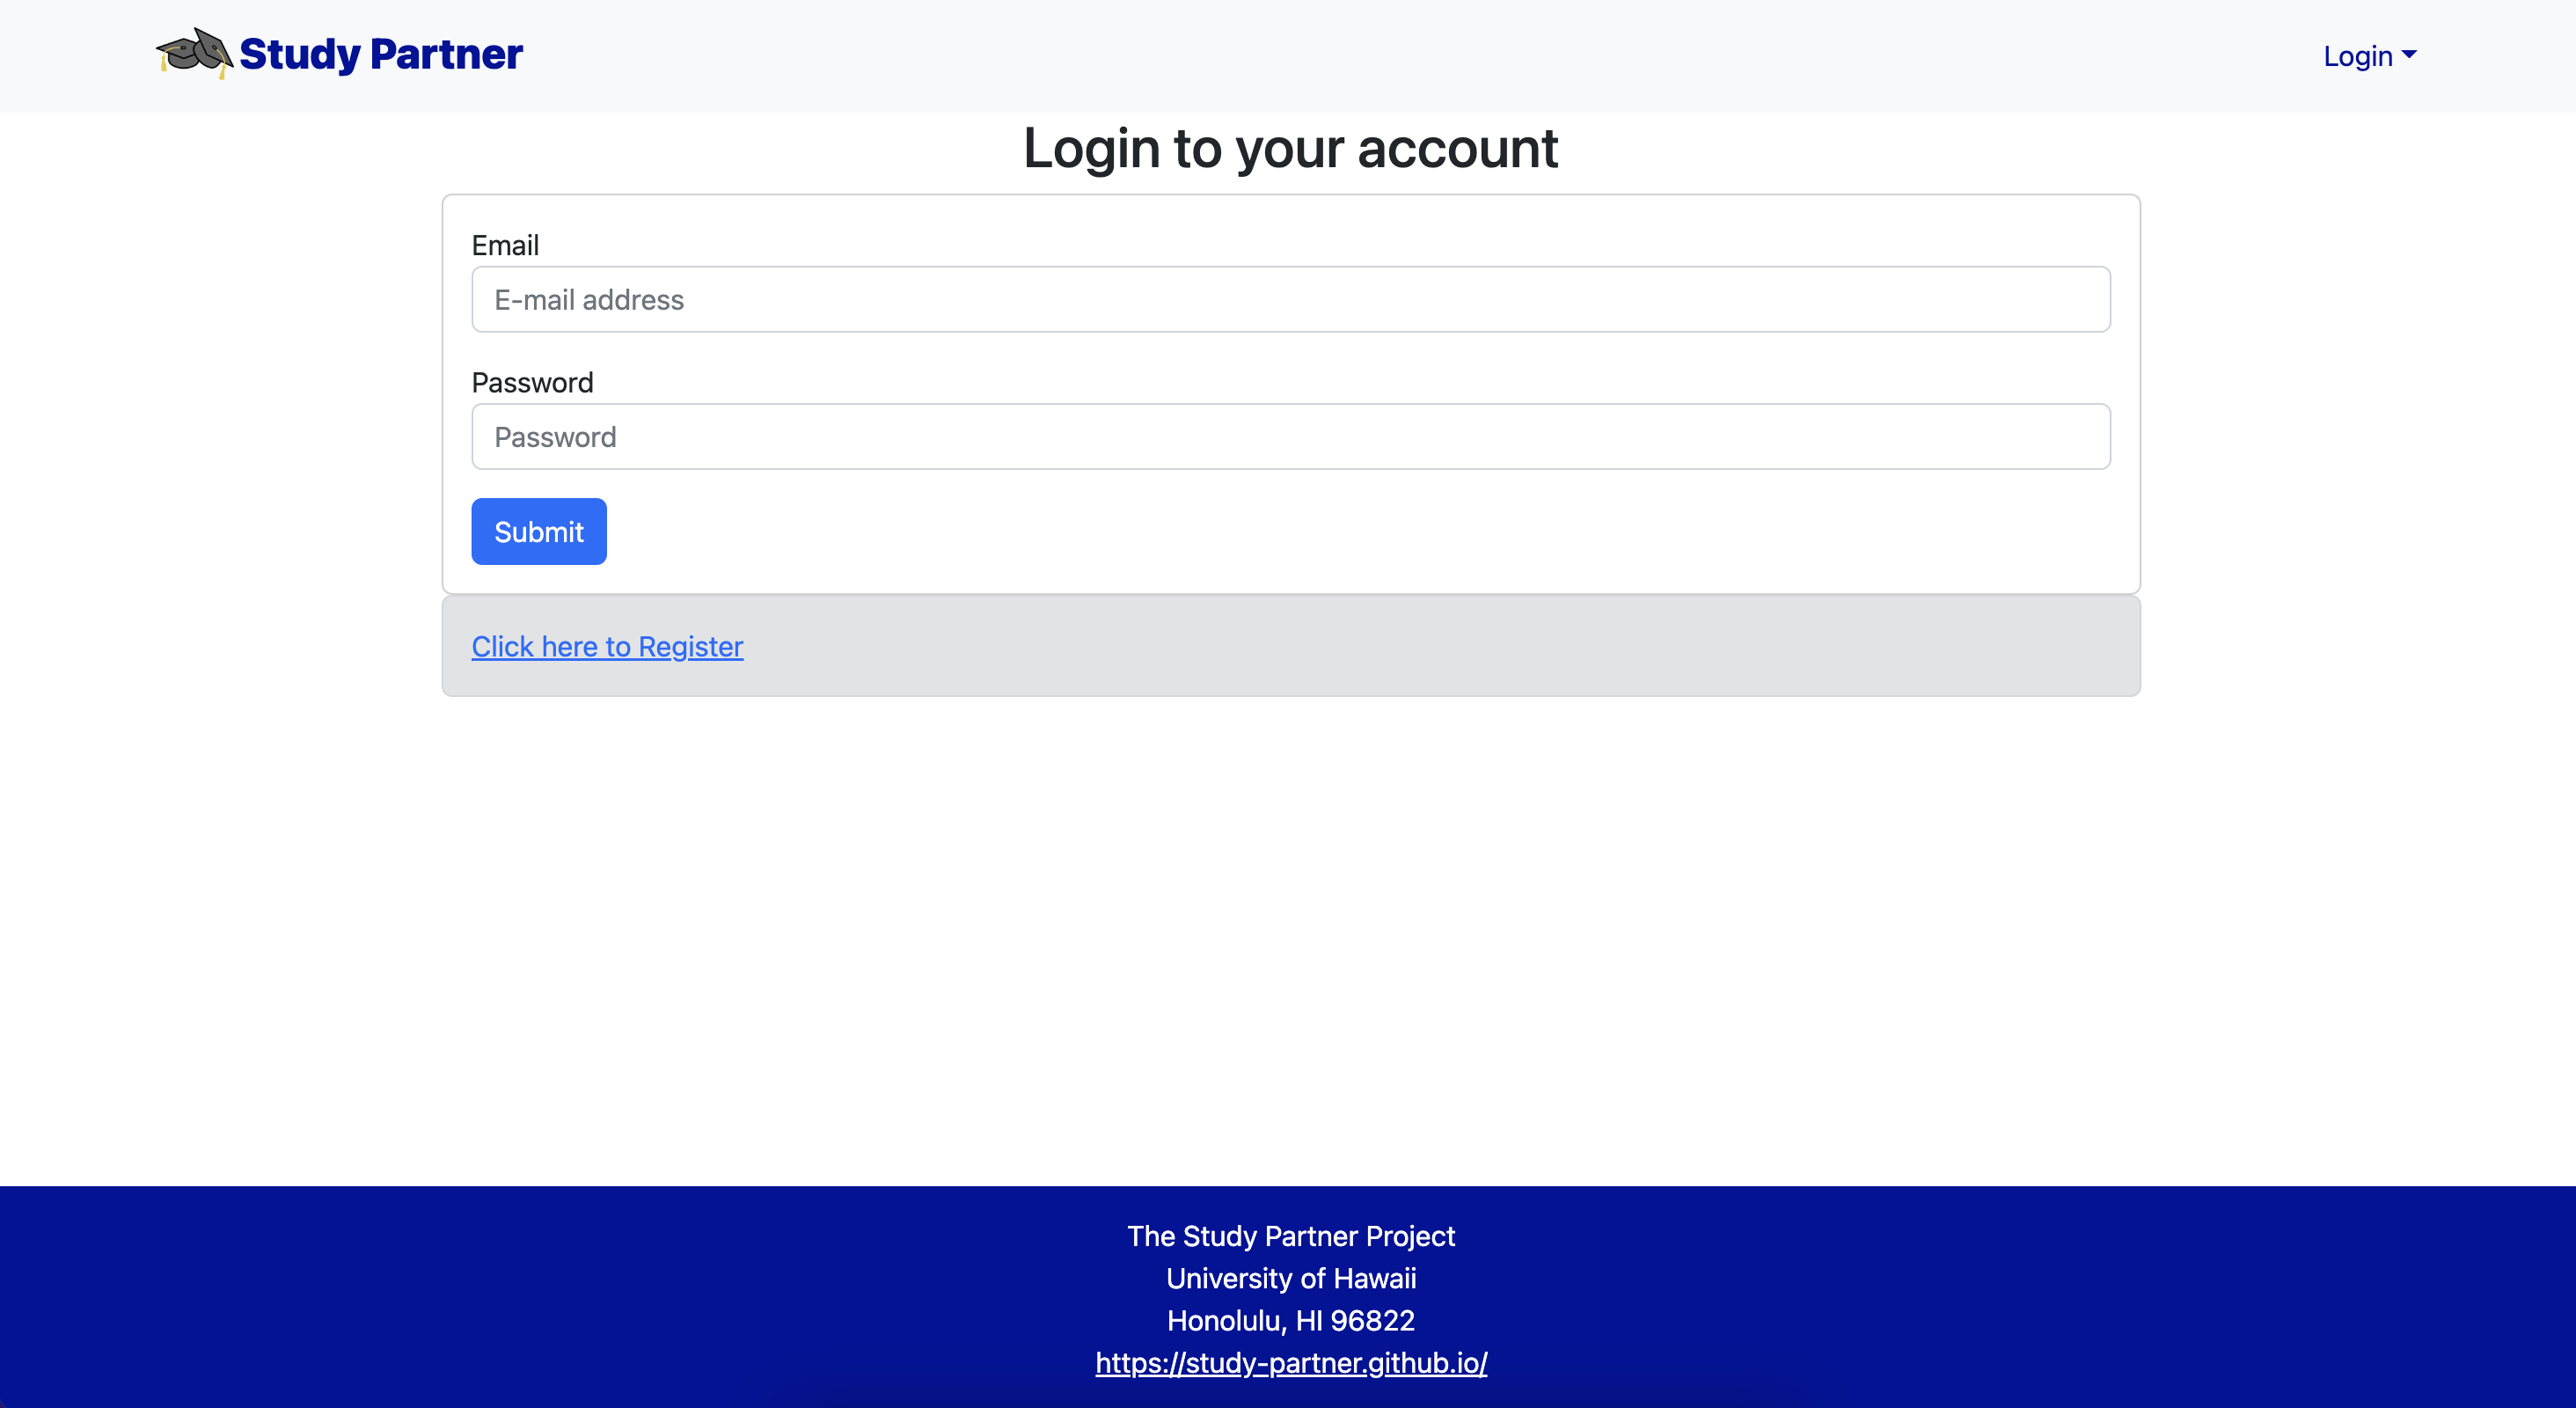 Study Partner
Login
Login to your account
Email
E-mail address
Password
Password
Submit
Click here to Register
The Study Partner Project
University of Hawaii
Honolulu, HI 96822
https://study-partner.github.io/